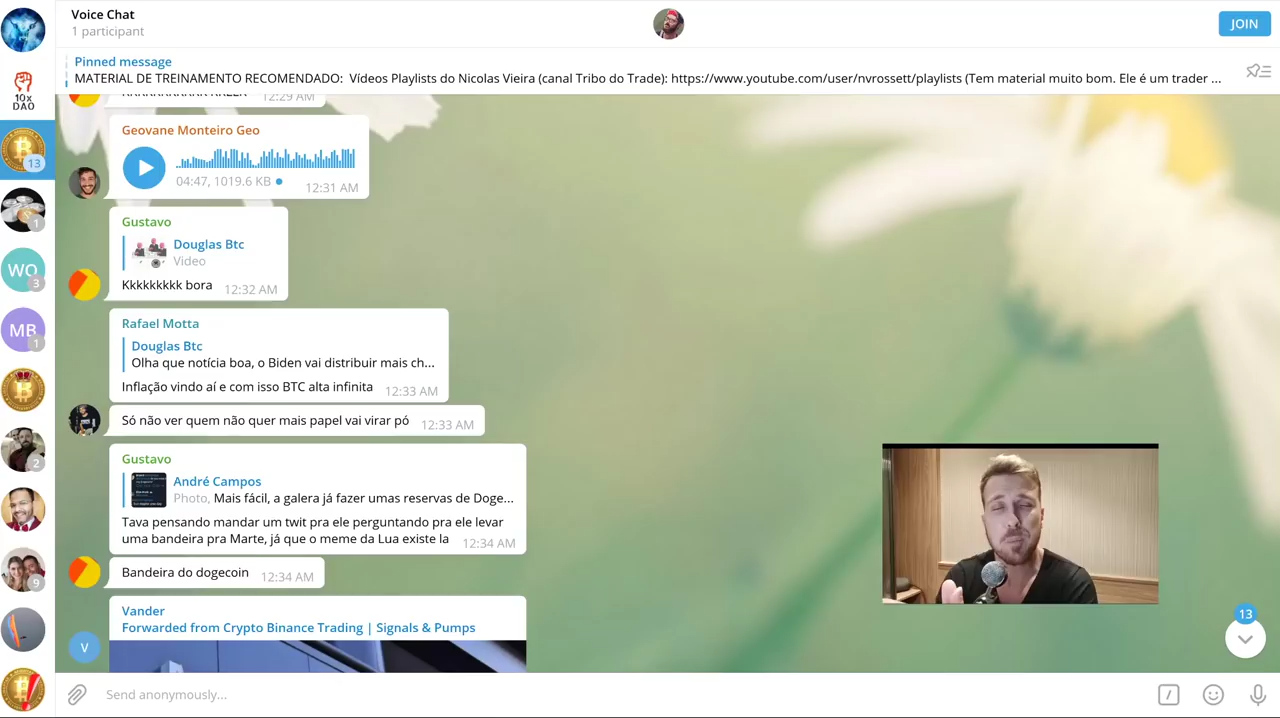 Voice Chat
1 participant
JOIN
Pinned message
MATERIAL DE TREINAMENTO RECOMENDADO: Vídeos Playlists do Nicolas Vieira (canal Tribo do Trade): https://www.youtube.com/user/nvrossett/playlists (Tem material muito bom. Ele é um trader ...
10x
DAO
12:29 AM
Geovane Monteiro Geo
04:47, 1019.6 KB
12:31 AM
13
Gustavo
1
Douglas Btc
Video
WO
3
Kkkkkkkkk bora
12:32 AM
Rafael Motta
MB
1
Douglas Btc
Olha que notícia boa, o Biden vai distribuir mais ch...
Inflação vindo aí e com isso BTC alta infinita
12:33 AM
Só não ver quem não quer mais papel vai virar pó
12:33 AM
2
Gustavo
André Campos
Photo, Mais fácil, a galera já fazer umas reservas de Doge...
Tava pensando mandar um twit pra ele perguntando pra ele levar
uma bandeira pra Marte, já que o meme da Lua existe la
12:34 AM
Bandeira do dogecoin
12:34 AM
9
Vander
Forwarded from Crypto Binance Trading | Signals & Pumps
V
13
Send anonymously...